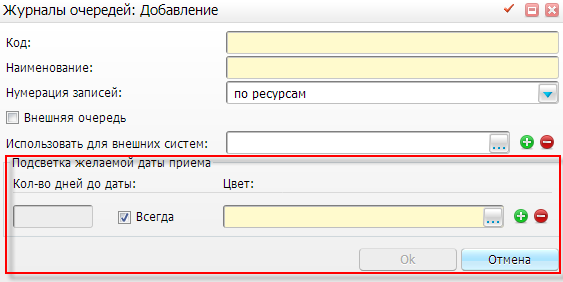 Журналы очередей: Добавление
Код:
Наименование:
Нумерация записей: по ресурсам
Внешняя очередь
Использовать для внешних систем: ...
Подсветка желаемой даты приема
Кол-во дней до даты: Цвет:
Всегда ...
Ok Отмена